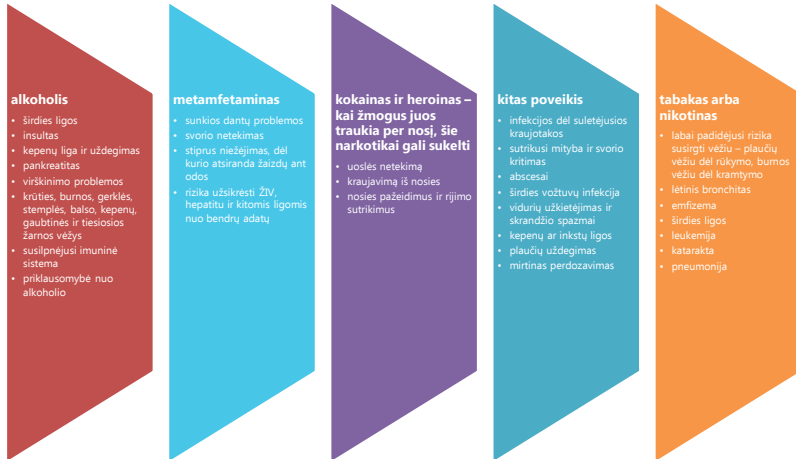 alkoholis
• širdies ligos
• insultas
• kepenų liga ir uždegimas
• pankreatitas
• virškinimo problemos
• krūties, burnos, gerklės,
stemplės, balso, kepenų,
gaubtinės ir tiesiosios
žarnos vėžys
• susilpnėjusi imuninė
sistema
• priklausomybė nuo
alkoholio
metamfetaminas
• sunkios dantų problemos
• svorio netekimas
• stiprus niežėjimas, dėl
kurio atsiranda žaizdų ant
odos
• rizika užsikrėsti ŽIV,
hepatitu ir kitomis ligomis
nuo bendrų adatų
kokainas ir heroinas –
kai žmogus juos
traukia per nosį, šie
narkotikai gali sukelti
• uoslės netekimą
• kraujavimą iš nosies
• nosies pažeidimus ir rijimo
sutrikimus
kitas poveikis
• infekcijos dėl suletėjusios
kraujotakos
• sutrikusi mityba ir svorio
kritimas
• abscesai
• širdies vožtuvų infekcija
• vidurių užkietėjimas ir
skrandžio spazmai
• kepenų ar inkstų ligos
• plaučių uždegimas
• mirtinas perdozavimas
tabakas arba
nikotinas
• labai padidėjusi rizika
susirgti vėžiu – plaučių
vėžiu dėl rūkymo, burnos
vėžiu dėl kramtymo
• lėtinis bronchitas
• emfizema
• širdies ligos
• leukemija
• katarakta
• pneumonija